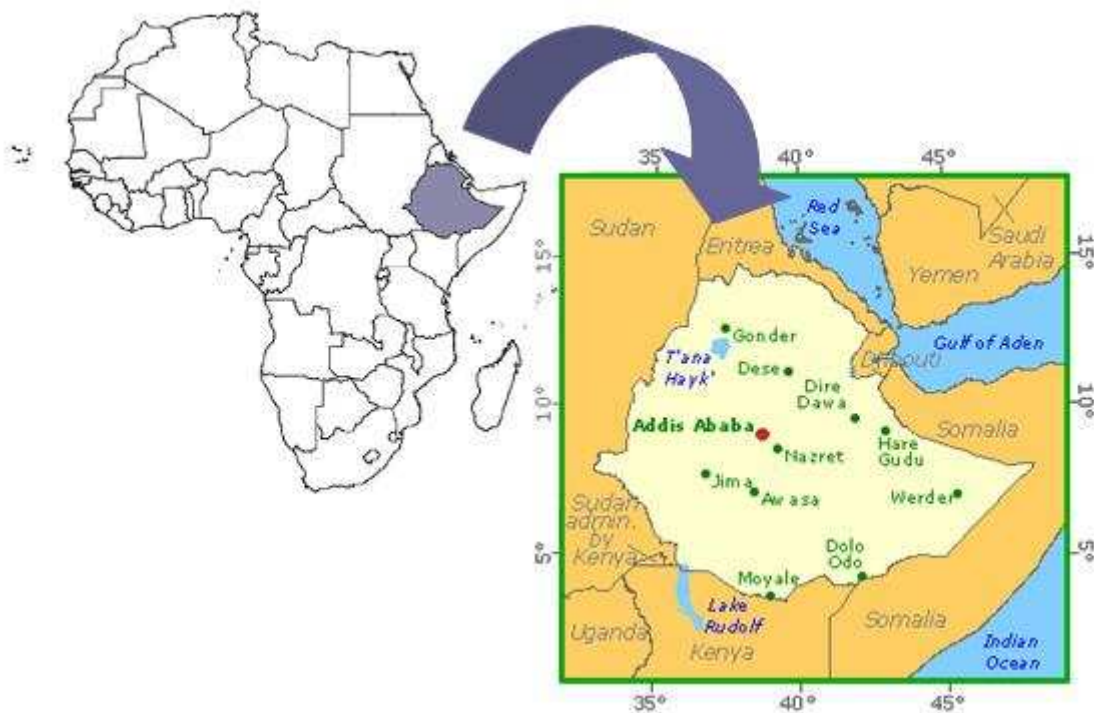 35°
40°
45°
Red
Sea
Sudan
Eritrea
Saudi
Arabia
Yemen
15°
15°
Gulf of Aden
Gonder
T'ana
Hayk'
Djibouti
Dese
Dire
Dawa
10°
10°
Addis Ababa
Somalia
Hare
Gudu
Nazret
Jima
Awasa
Werder
Sudan
admin.
by
Kenya
5°
5°
Dolo
Odo
Moyale
Lake
Rudolf
Somalia
Uganda
Kenya
Indian
Ocean
35°
40°
45°